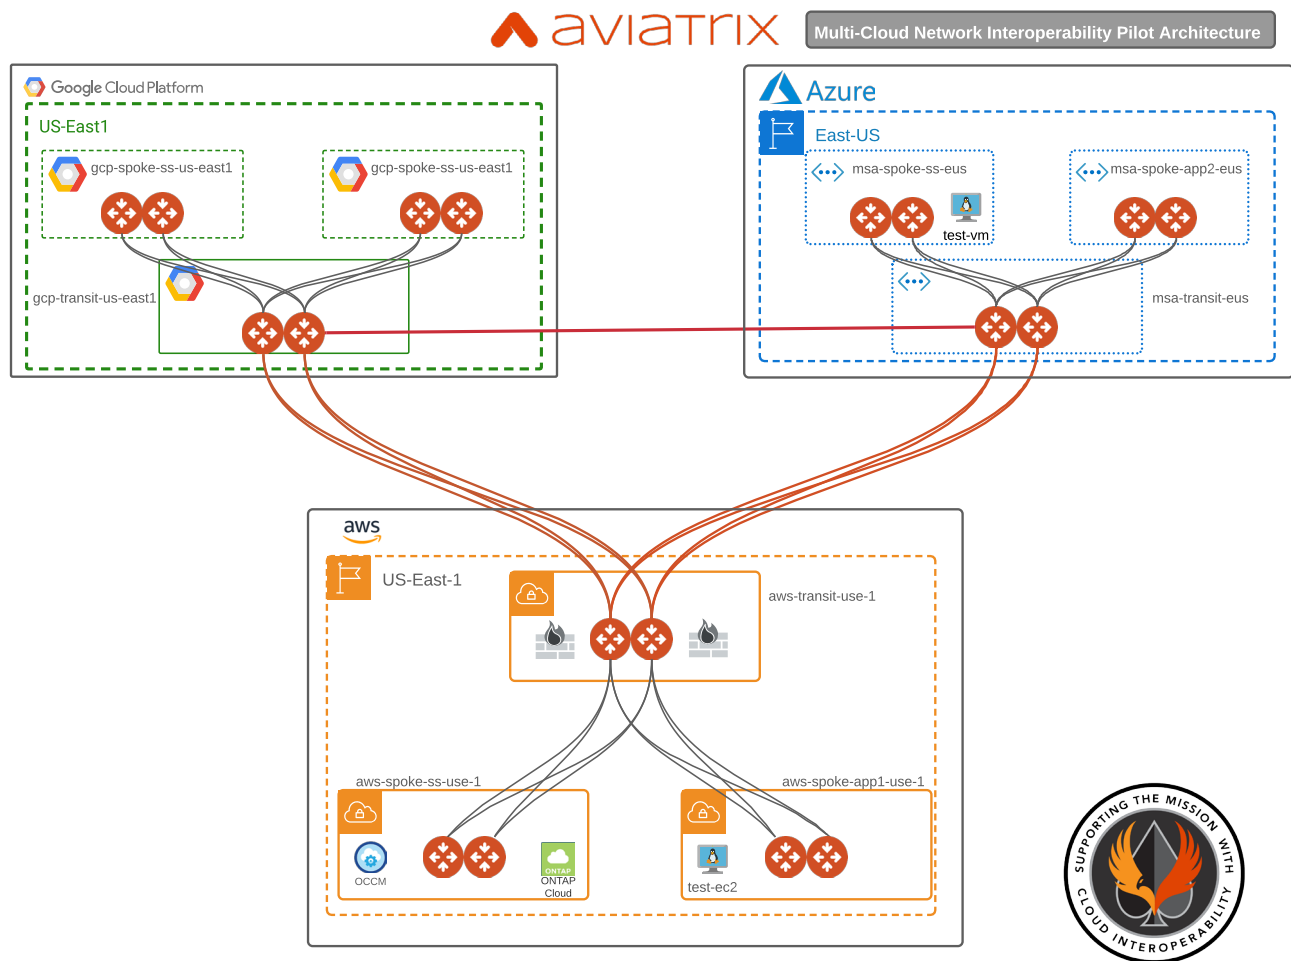 aviatrix
Multi-Cloud Network Interoperability Pilot Architecture
Google Cloud Platform
US-East1
gcp-spoke-ss-us-east1
gcp-spoke-ss-us-east1
gcp-transit-us-east1
Azure
East-US
msa-spoke-ss-eus
test-vm
msa-spoke-app2-eus
msa-transit-eus
aws
US-East-1
aws-transit-use-1
aws-spoke-ss-use-1
OCCM
ONTAP
ONTAP
Cloud
aws-spoke-app1-use-1
test-ec2
SUPPORTING THE MISSION WITH
CLOUD INTEROPERABILITY